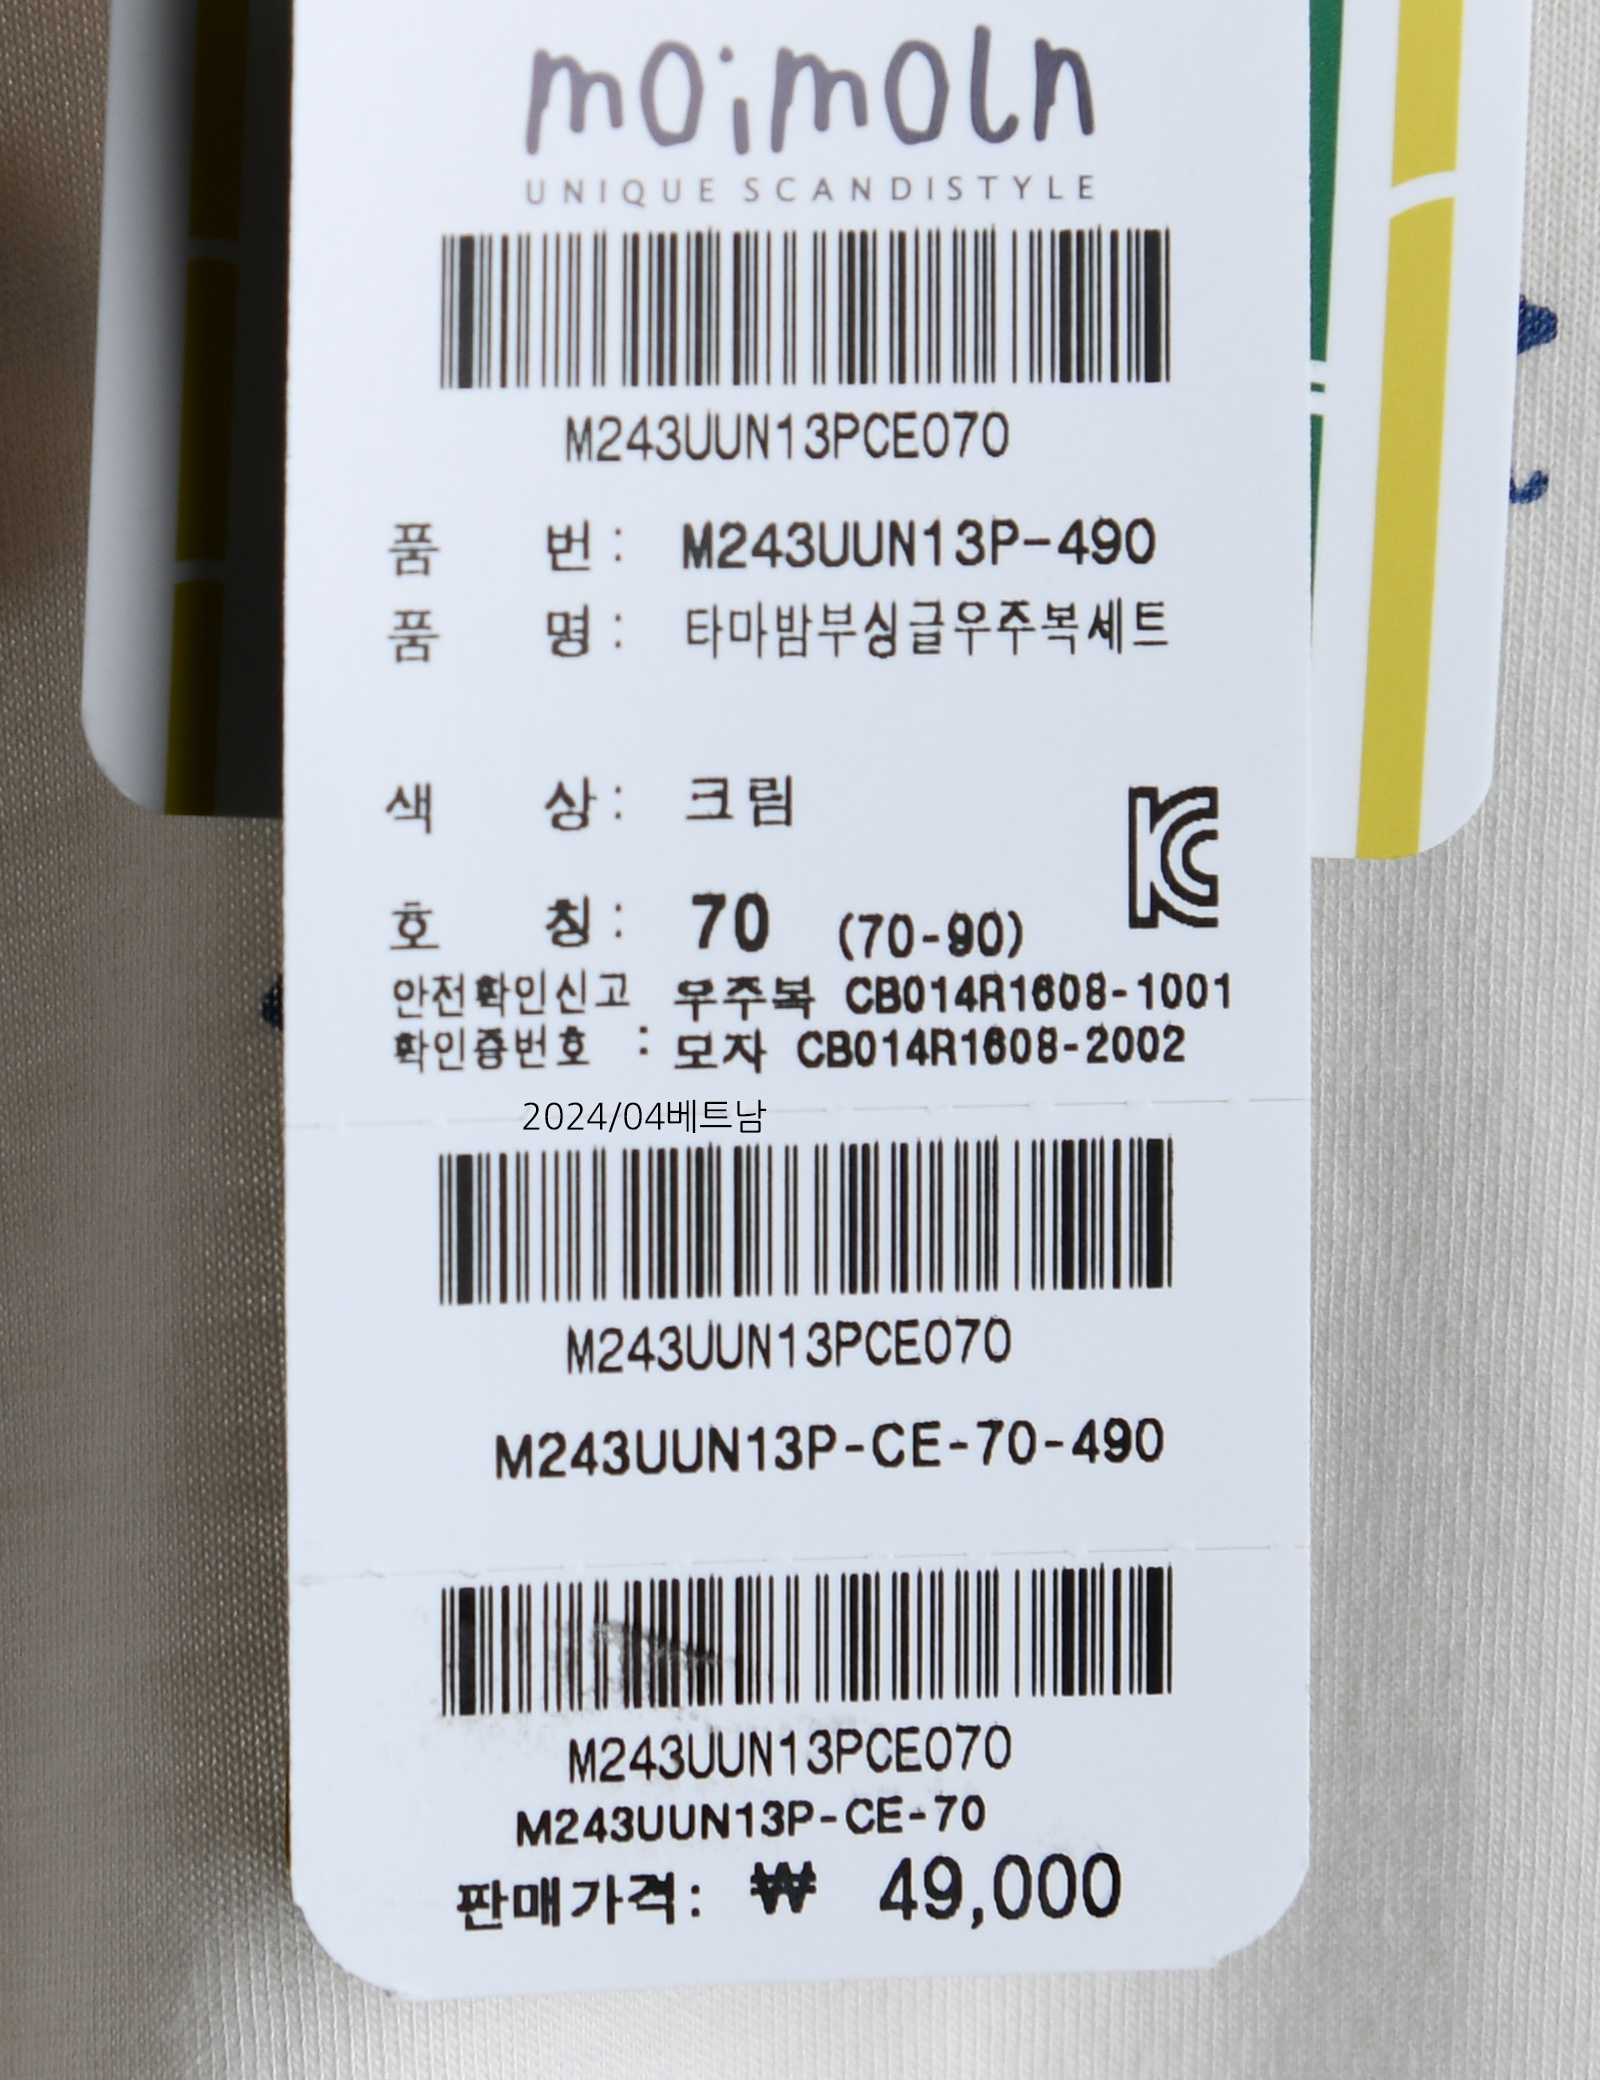 moimoln
UNIQUE SCANDISTYLE
M243UUN13PCE070
품 번 : M243UUN13P-490
품 명 : 타마밤부싱글우주복세트
색 상 : 크림
호 칭 : 70 (70-90)
안전확인신고 우주복 CB014R1608-1001
확인증번호 : 모자 CB014R1608-2002
2024/04베트남
M243UUN13PCE070
M243UUN13P-CE-70-490
M243UUN13PCE070
M243UUN13P-CE-70
판매가격: ₩ 49,000